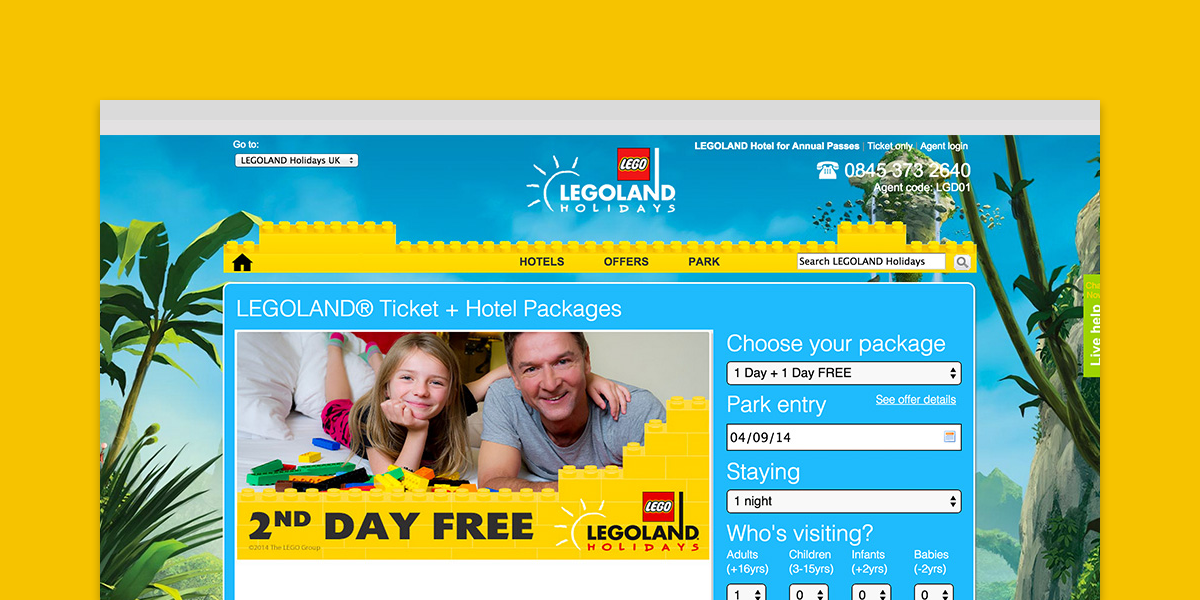 Go to:
LEGOLAND Holidays UK
LEGO
LEGOLAND
HOLIDAYS
LEGOLAND Hotel for Annual Passes | Ticket only | Agent login
0845 373 2640
Agent code: LGD01
HOTELS OFFERS PARK
Search LEGOLAND Holidays
LEGOLAND® Ticket + Hotel Packages
2ND DAY FREE
©2014 The LEGO Group
LEGO
LEGOLAND
HOLIDAYS
Choose your package
1 Day + 1 Day FREE
Park entry See offer details
04/09/14
Staying
1 night
Who's visiting?
Adults Children Infants Babies
(+16yrs) (3-15yrs) (+2yrs) (-2yrs)
1 0 0 0
Live help